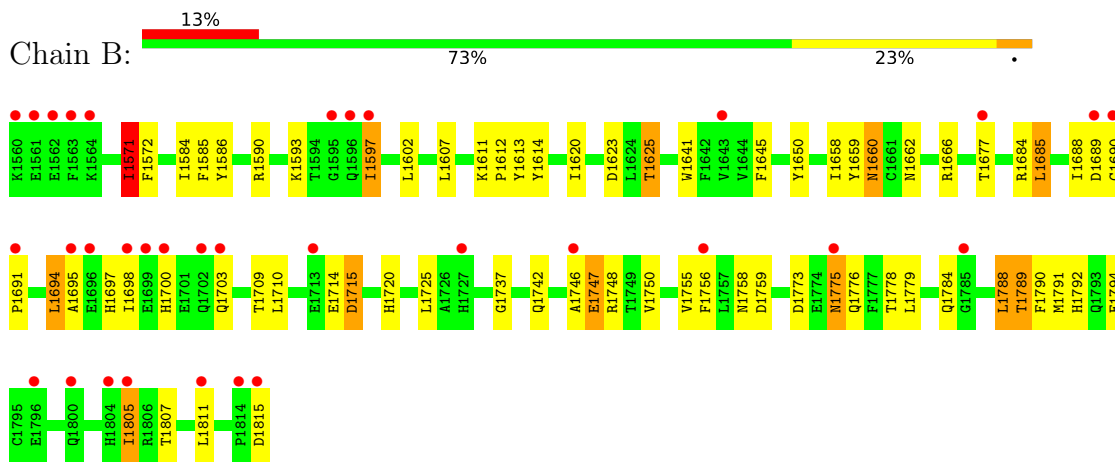 13%
Chain B:
73% 23% •
K1560 E1561 E1562 F1563 K1564 I1571 F1572 I1584 F1585 Y1586 R1590 K1593 T1594 G1595 Q1596 I1597 L1602 L1607 K1611 P1612 Y1613 Y1614 I1620 D1623 L1624 T1625 W1641 F1642 V1643 V1644 F1645 Y1650 I1658 Y1659 N1660 C1661 N1662 R1666 T1677 R1684 L1685 I1688 D1689 C1690
P1691 L1694 A1695 E1696 H1697 I1698 E1699 H1700 E1701 Q1702 Q1703 T1709 L1710 E1713 E1714 D1715 H1720 L1725 A1726 H1727 G1737 Q1742 A1746 E1747 R1748 T1749 V1750 V1755 F1756 L1757 N1758 D1759 D1773 E1774 N1775 Q1776 F1777 T1778 L1779 Q1784 G1785 L1788 T1789 F1790 M1791 H1792 Q1793
C1795 E1796 Q1800 H1804 I1805 R1806 T1807 L1811 P1814 D1815